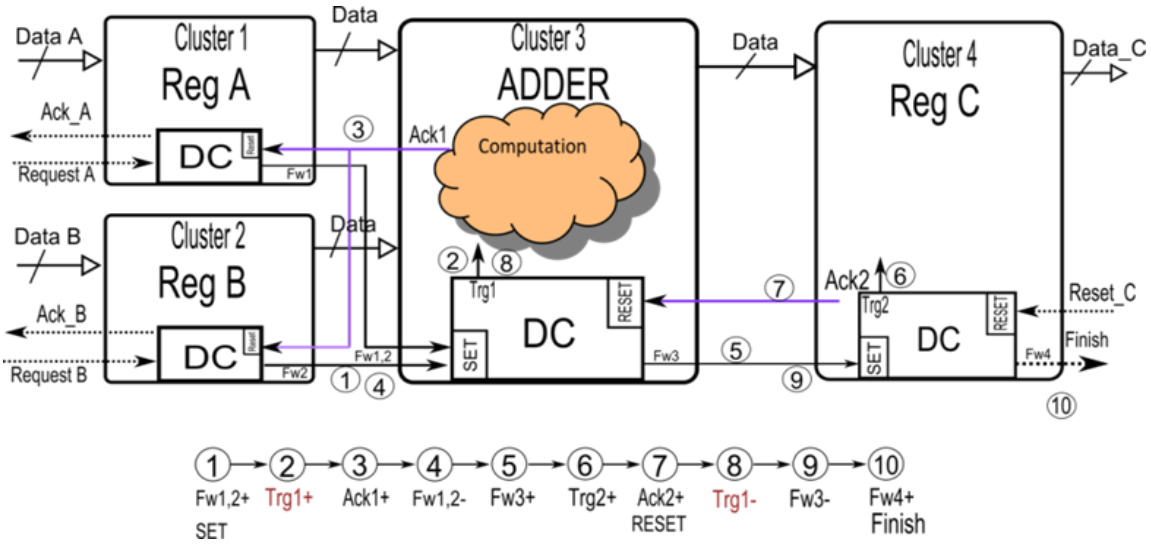 Data A
Cluster 1
Reg A
Ack_A
DC
Reset
Request A
Fw1
Data
Data B
Cluster 2
Reg B
Ack_B
DC
Reset
Request B
Fw2
Data
Cluster 3
ADDER
③
Ack1
Computation
② ⑧
Trg1
RESET
DC
SET
Fw1,2
① ④
Fw3
Data
Cluster 4
Reg C
Data_C
⑦
Ack2
⑥
Trg2
RESET
Reset_C
DC
SET
Fw4
Finish
⑤
⑨
⑩
① ② ③ ④ ⑤ ⑥ ⑦ ⑧ ⑨ ⑩
Fw1,2+ Trg1+ Ack1+ Fw1,2- Fw3+ Trg2+ Ack2+ Trg1- Fw3- Fw4+
SET RESET Finish